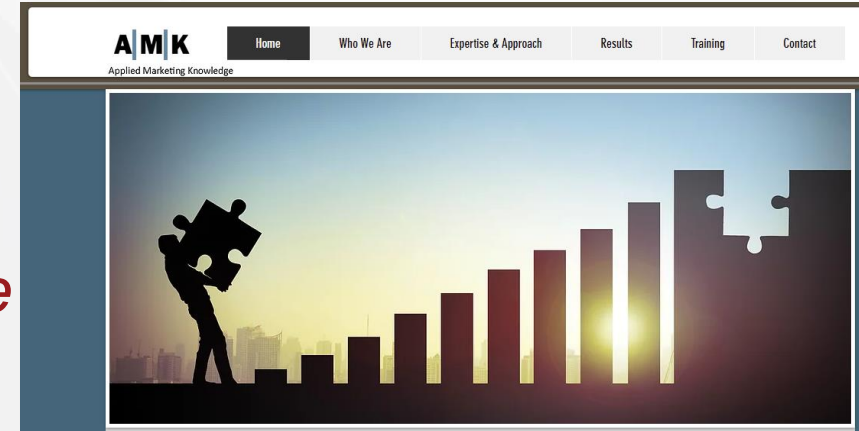 A|M|K
Applied Marketing Knowledge
Home Who We Are Expertise & Approach Results Training Contact
e